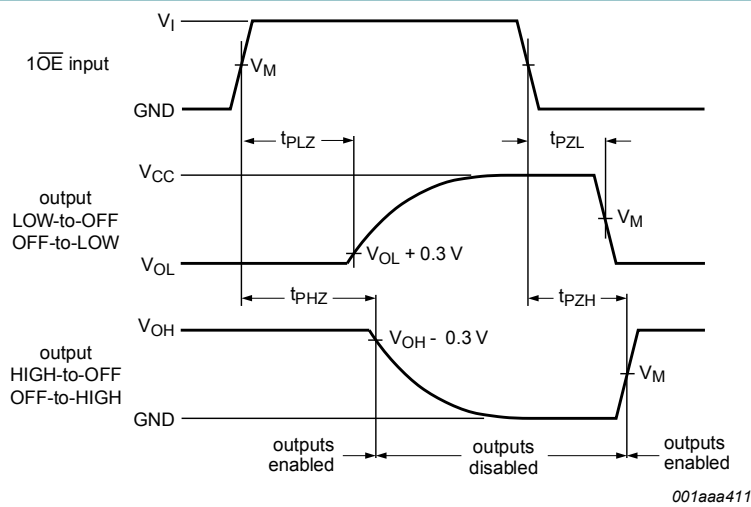 V_I
1O̅E̅ input
V_M
GND
t_PLZ
t_PZL
V_CC
output
LOW-to-OFF
OFF-to-LOW
V_M
V_OL + 0.3 V
V_OL
t_PHZ
t_PZH
V_OH
V_OH - 0.3 V
output
HIGH-to-OFF
OFF-to-HIGH
V_M
GND
outputs
enabled
outputs
disabled
outputs
enabled
001aaa411